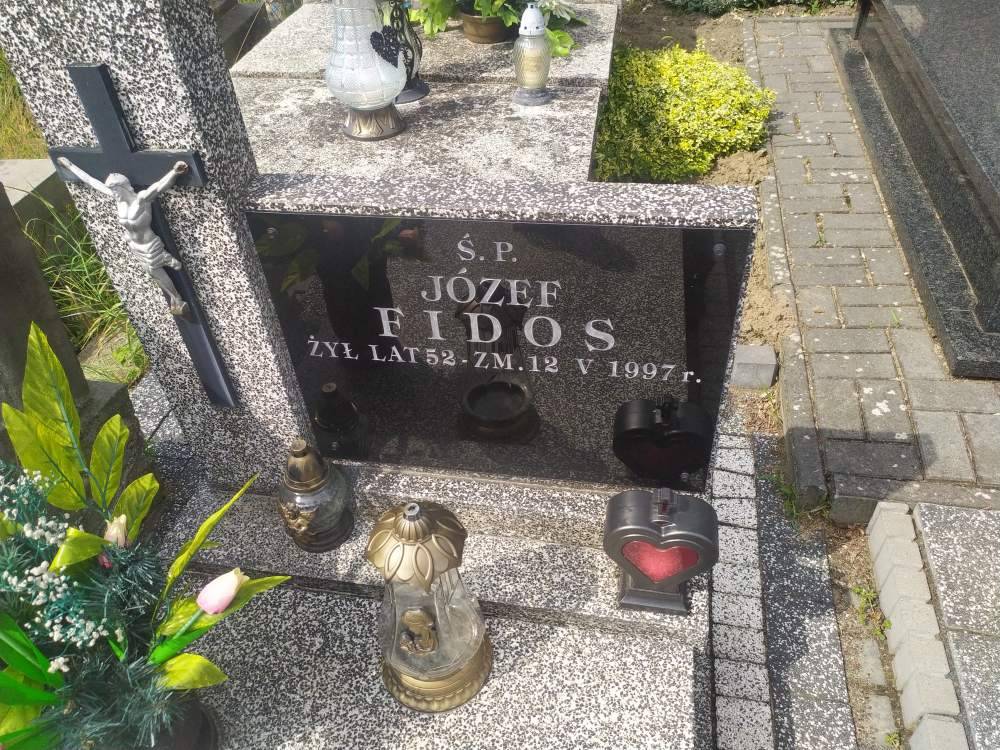 Ś. P.
JÓZEF
FIDOS
ŻYŁ LAT 52 - ZM. 12 V 1997 r.